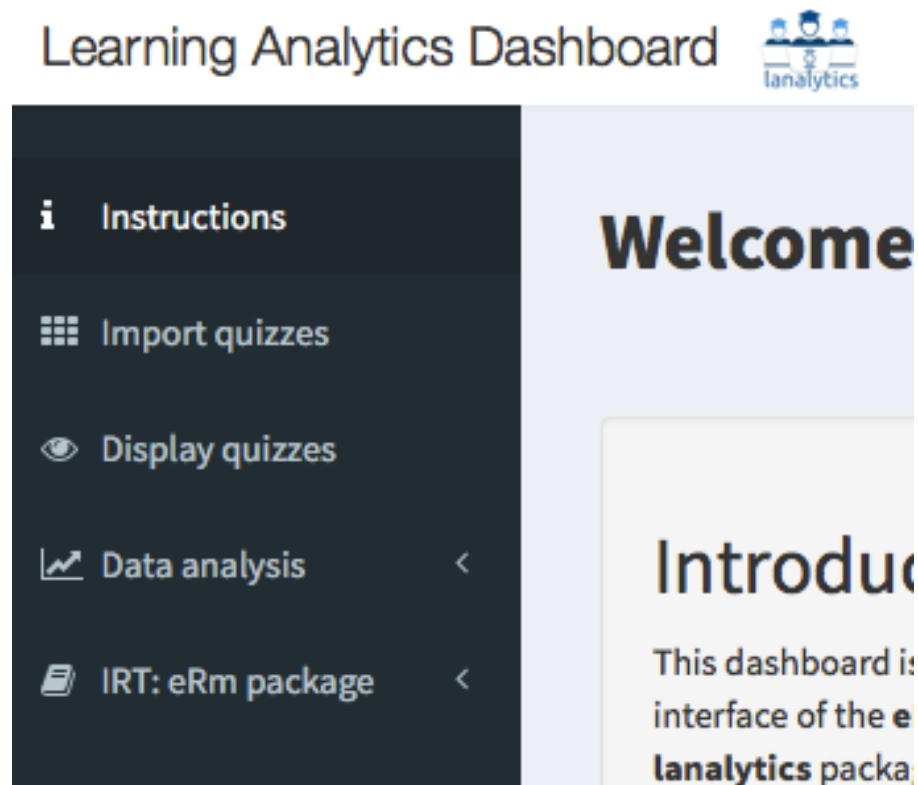 Learning Analytics Dashboard
lanalytics
Instructions
Import quizzes
Display quizzes
Data analysis
IRT: eRm package
Welcome
Introduc
This dashboard is
interface of the e
lanalytics packa